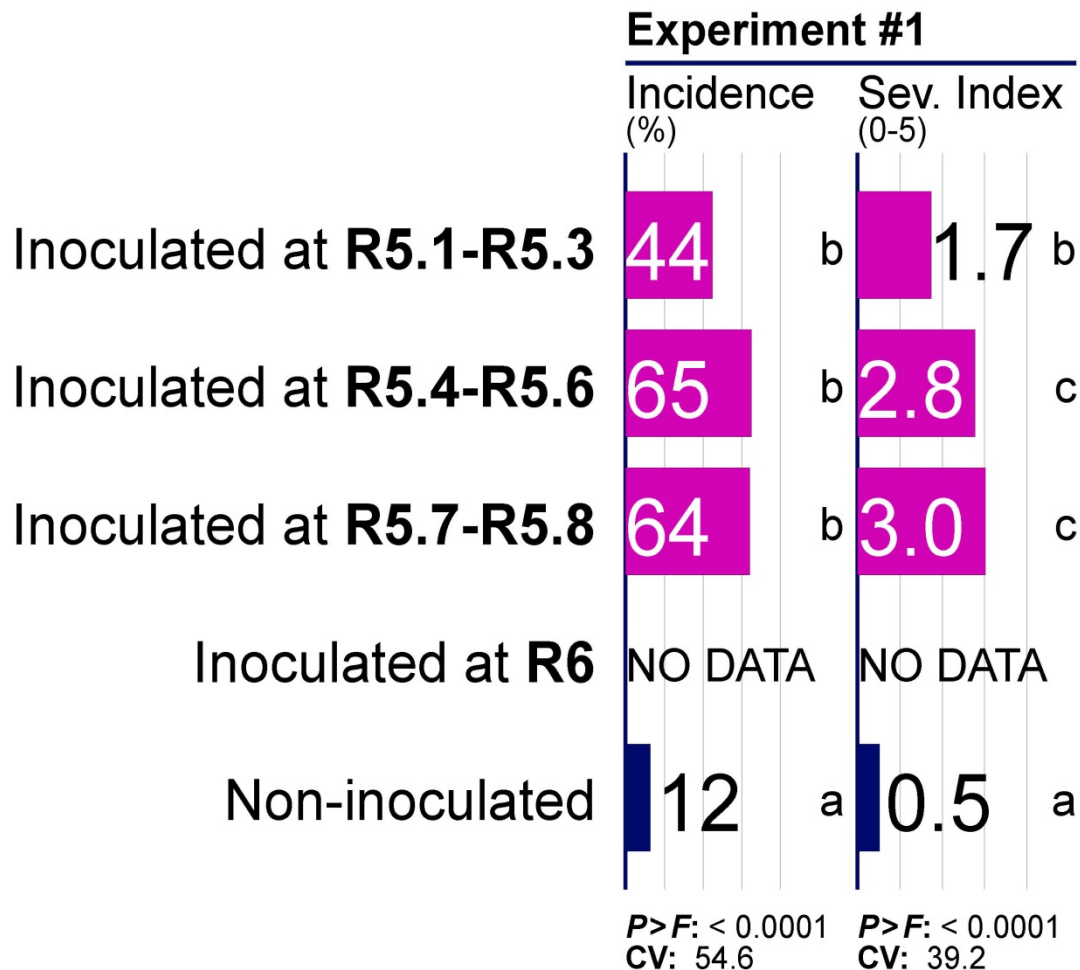 Experiment #1
Incidence Sev. Index
(%) (0-5)
Inoculated at R5.1-R5.3 44 b 1.7 b
Inoculated at R5.4-R5.6 65 b 2.8 c
Inoculated at R5.7-R5.8 64 b 3.0 c
Inoculated at R6 NO DATA NO DATA
Non-inoculated 12 a 0.5 a
P>F: < 0.0001 P>F: < 0.0001
CV: 54.6 CV: 39.2